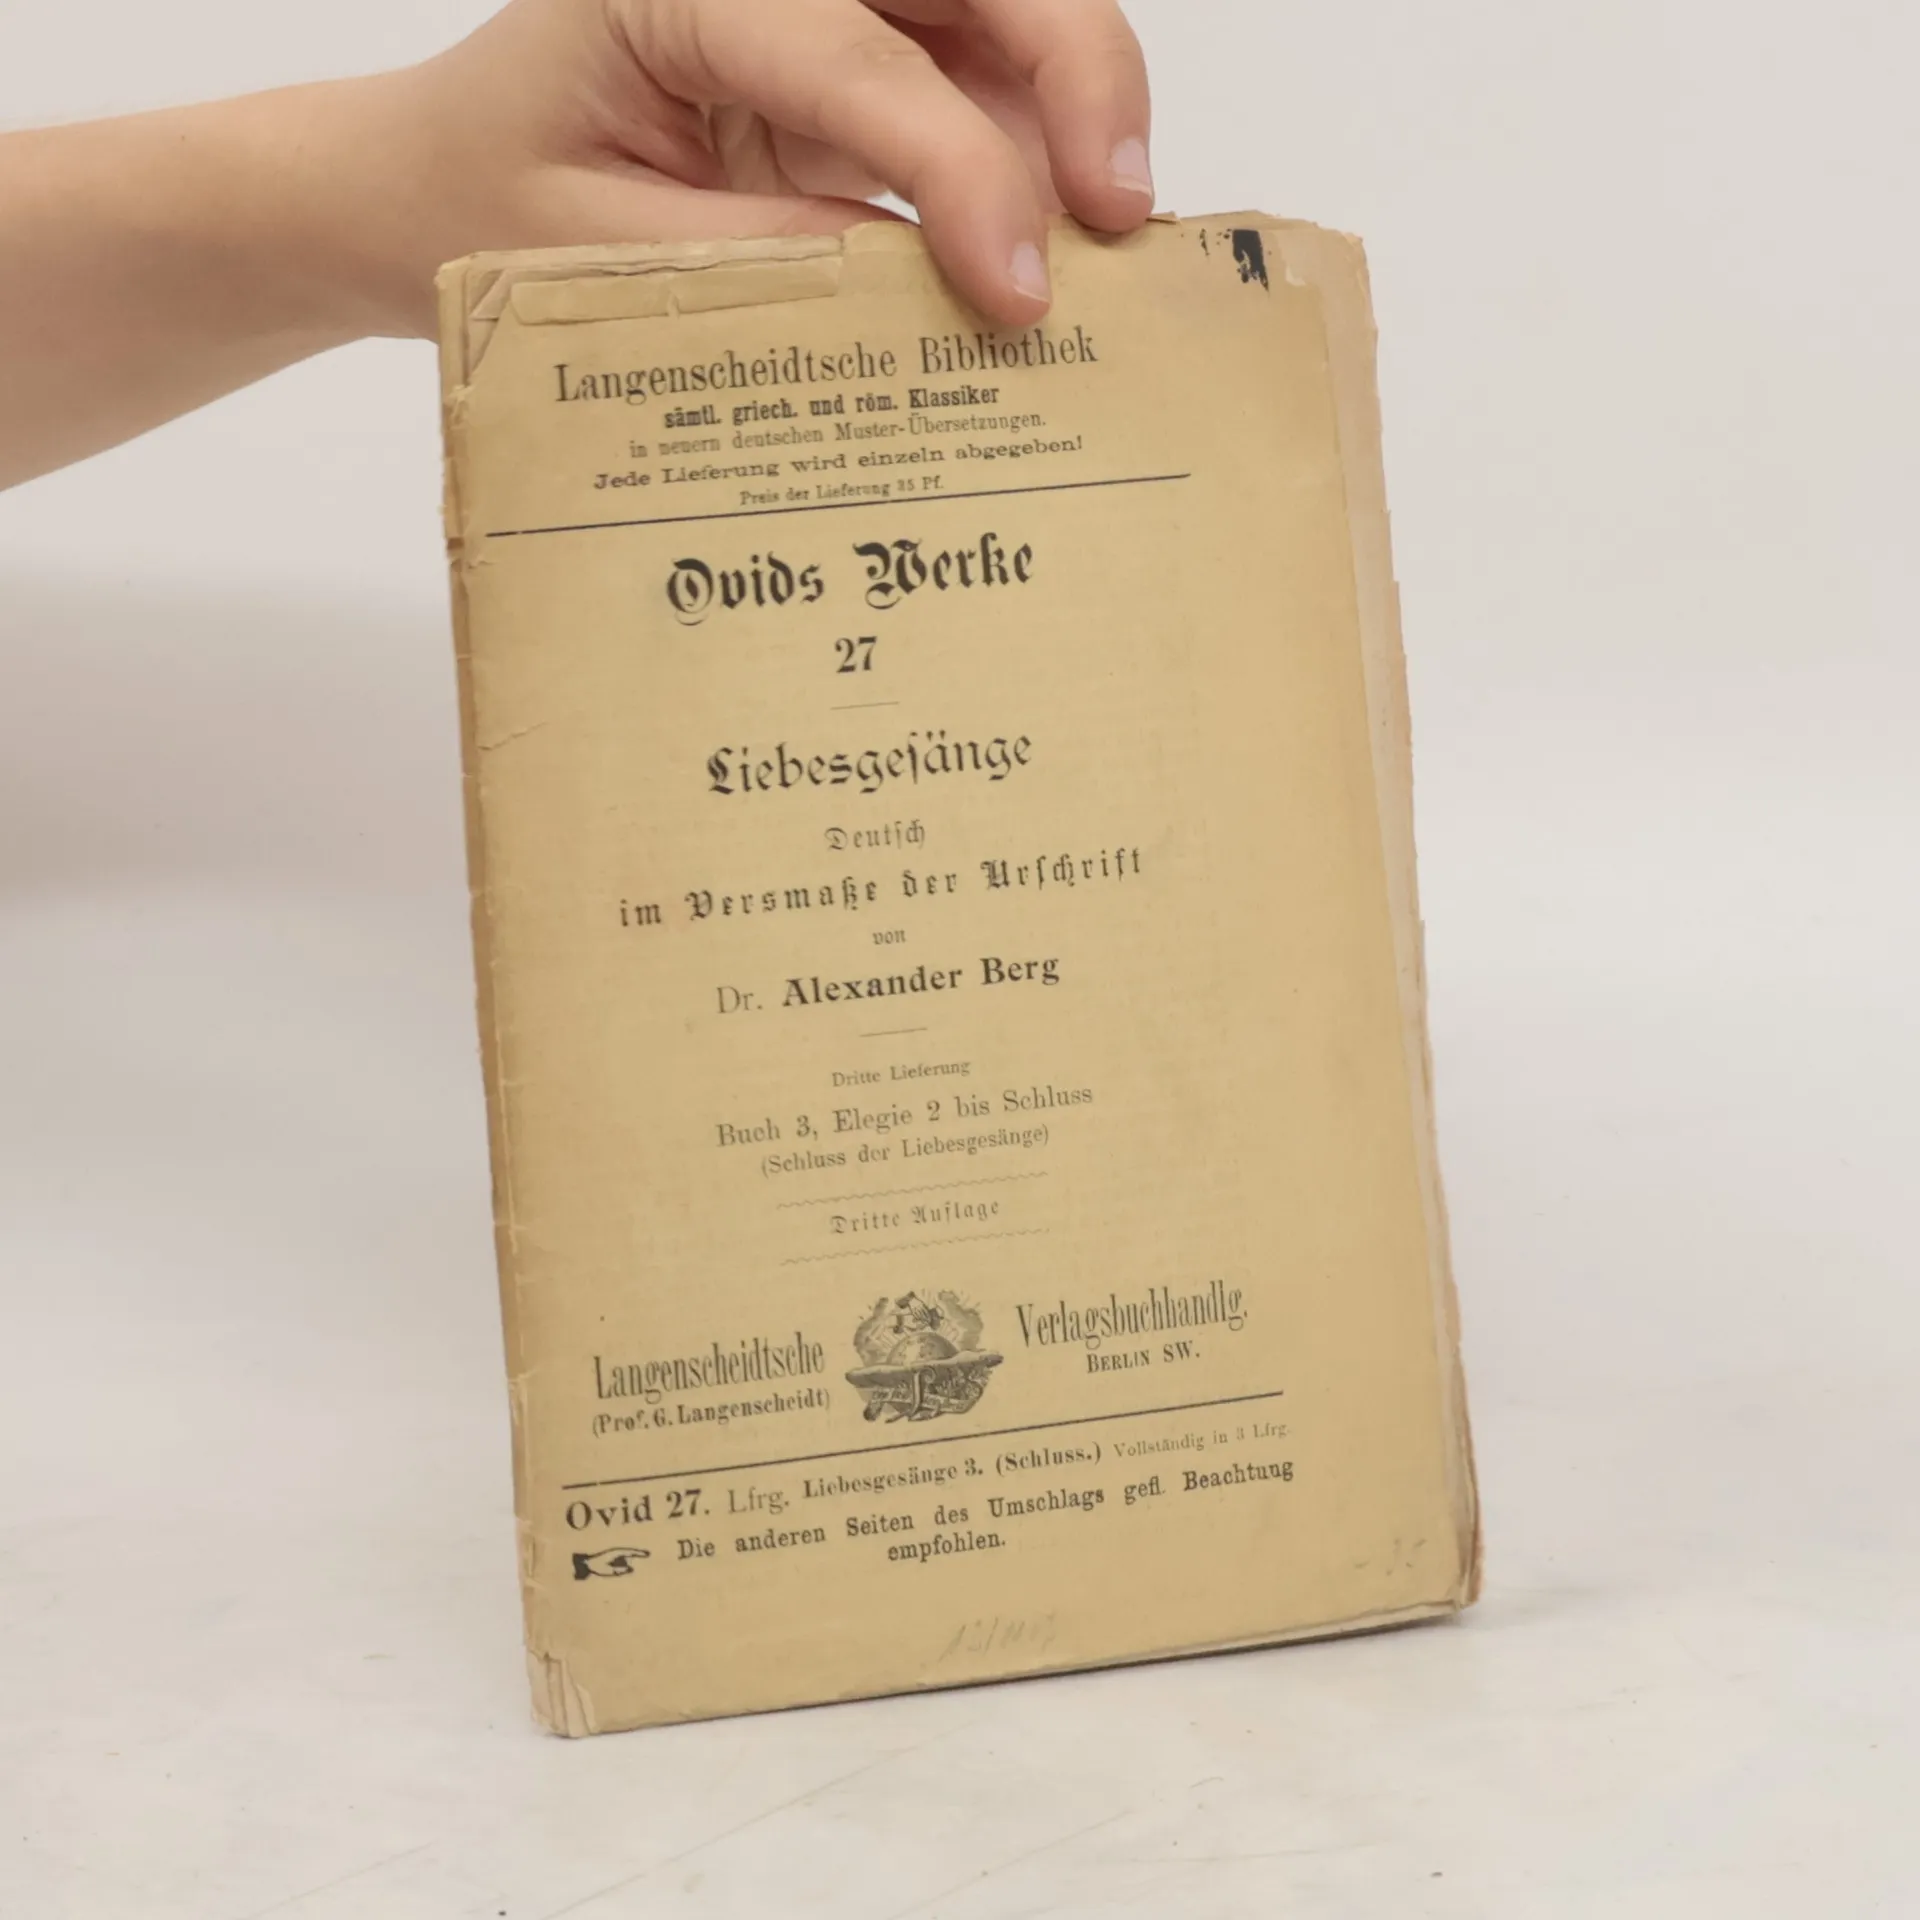 Langenscheidtsche Bibliothek
sämtl. griech. und röm. Klassiker
in neuern deutschen Muster-Übersetzungen.
Jede Lieferung wird einzeln abgegeben!
Preis der Lieferung 35 Pf.
Ovids Werke
27
Liebesgeſänge
Deutſch
im Versmaße der Urſchrift
von
Dr. Alexander Berg
Dritte Lieferung
Buch 3, Elegie 2 bis Schluss
(Schluss der Liebesgesänge)
Dritte Auflage
Langenscheidtsche Verlagsbuchhandlg.
(Prof. G. Langenscheidt) BERLIN SW.
Ovid 27. Lfrg. Liebesgesänge 3. (Schluss.) Vollständig in 3 Lfrg.
Die anderen Seiten des Umschlags gefl. Beachtung
empfohlen.